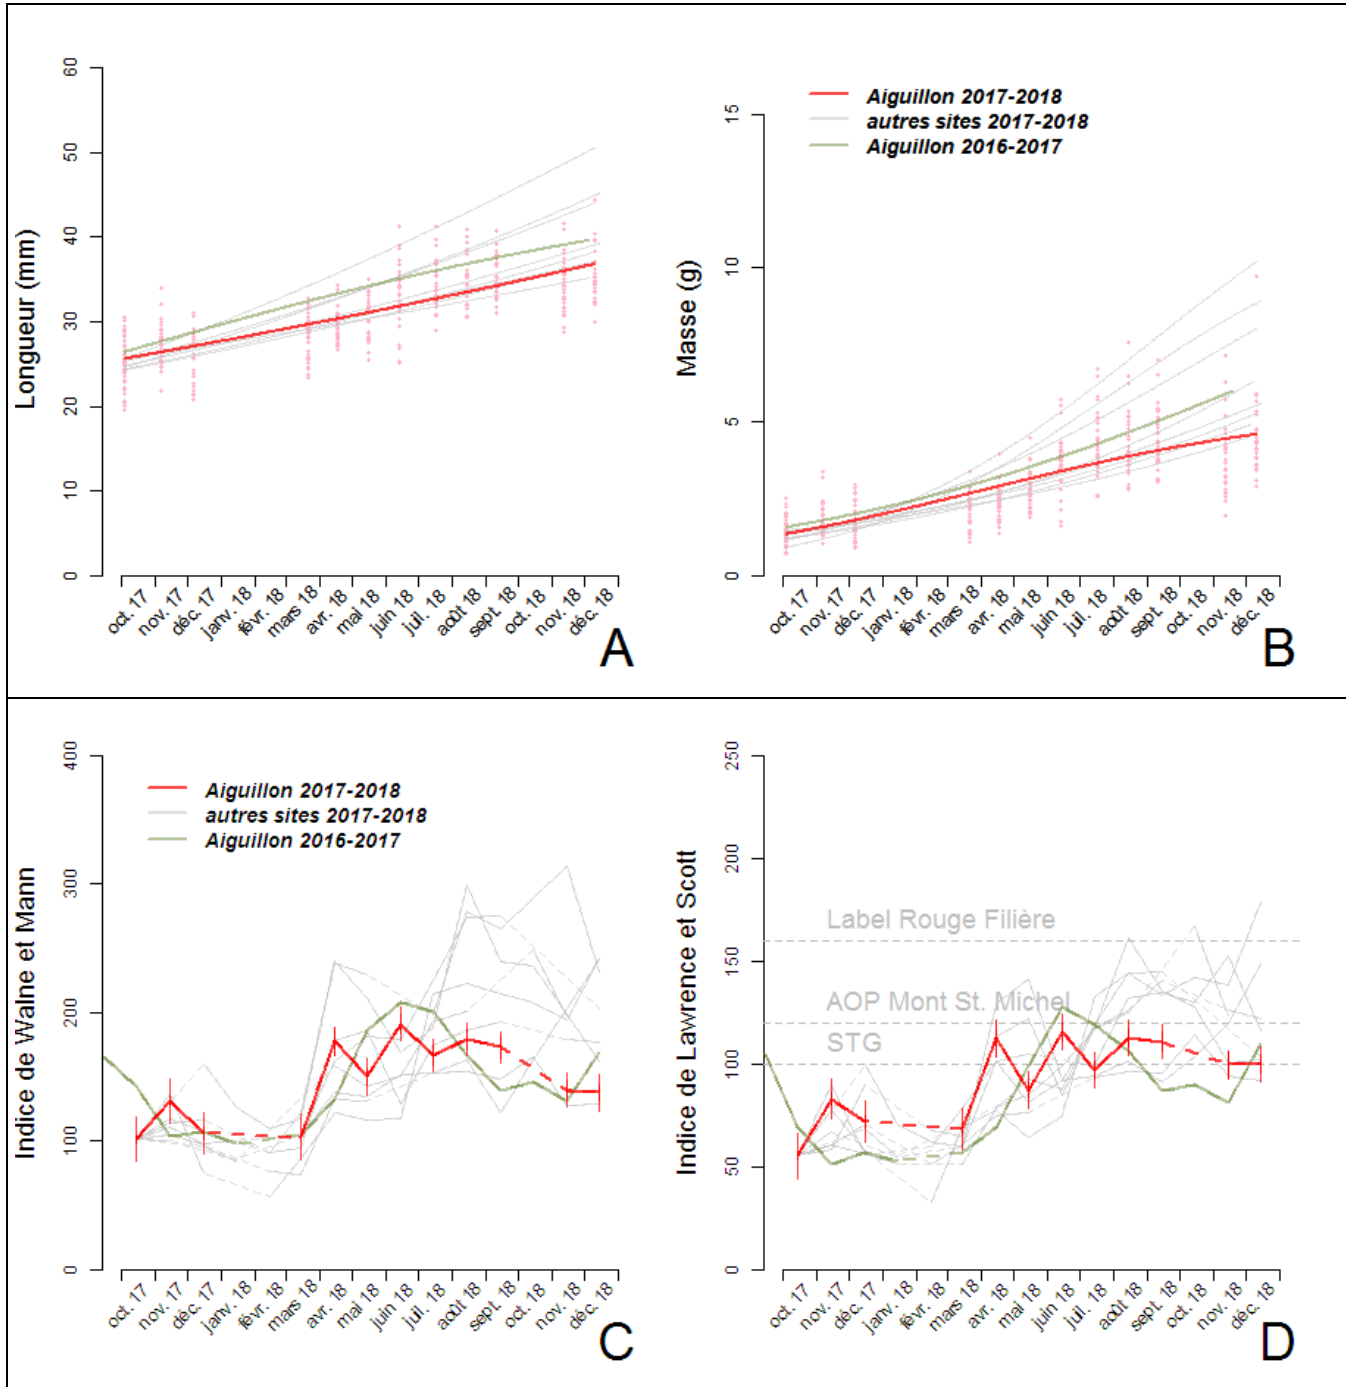 Longueur (mm)
60
50
40
30
20
10
0
oct. 17
nov. 17
déc. 17
janv. 18
févr. 18
mars 18
avr. 18
mai 18
juin 18
juil. 18
août 18
sept. 18
oct. 18
nov. 18
déc. 18
A
Aiguillon 2017-2018
autres sites 2017-2018
Aiguillon 2016-2017
Masse (g)
15
10
5
0
oct. 17
nov. 17
déc. 17
janv. 18
févr. 18
mars 18
avr. 18
mai 18
juin 18
juil. 18
août 18
sept. 18
oct. 18
nov. 18
déc. 18
B
Aiguillon 2017-2018
autres sites 2017-2018
Aiguillon 2016-2017
Indice de Walne et Mann
400
300
200
100
0
oct. 17
nov. 17
déc. 17
janv. 18
févr. 18
mars 18
avr. 18
mai 18
juin 18
juil. 18
août 18
sept. 18
oct. 18
nov. 18
déc. 18
C
Indice de Lawrence et Scott
250
200
150
100
50
0
Label Rouge Filière
AOP Mont St. Michel
STG
oct. 17
nov. 17
déc. 17
janv. 18
févr. 18
mars 18
avr. 18
mai 18
juin 18
juil. 18
août 18
sept. 18
oct. 18
nov. 18
déc. 18
D